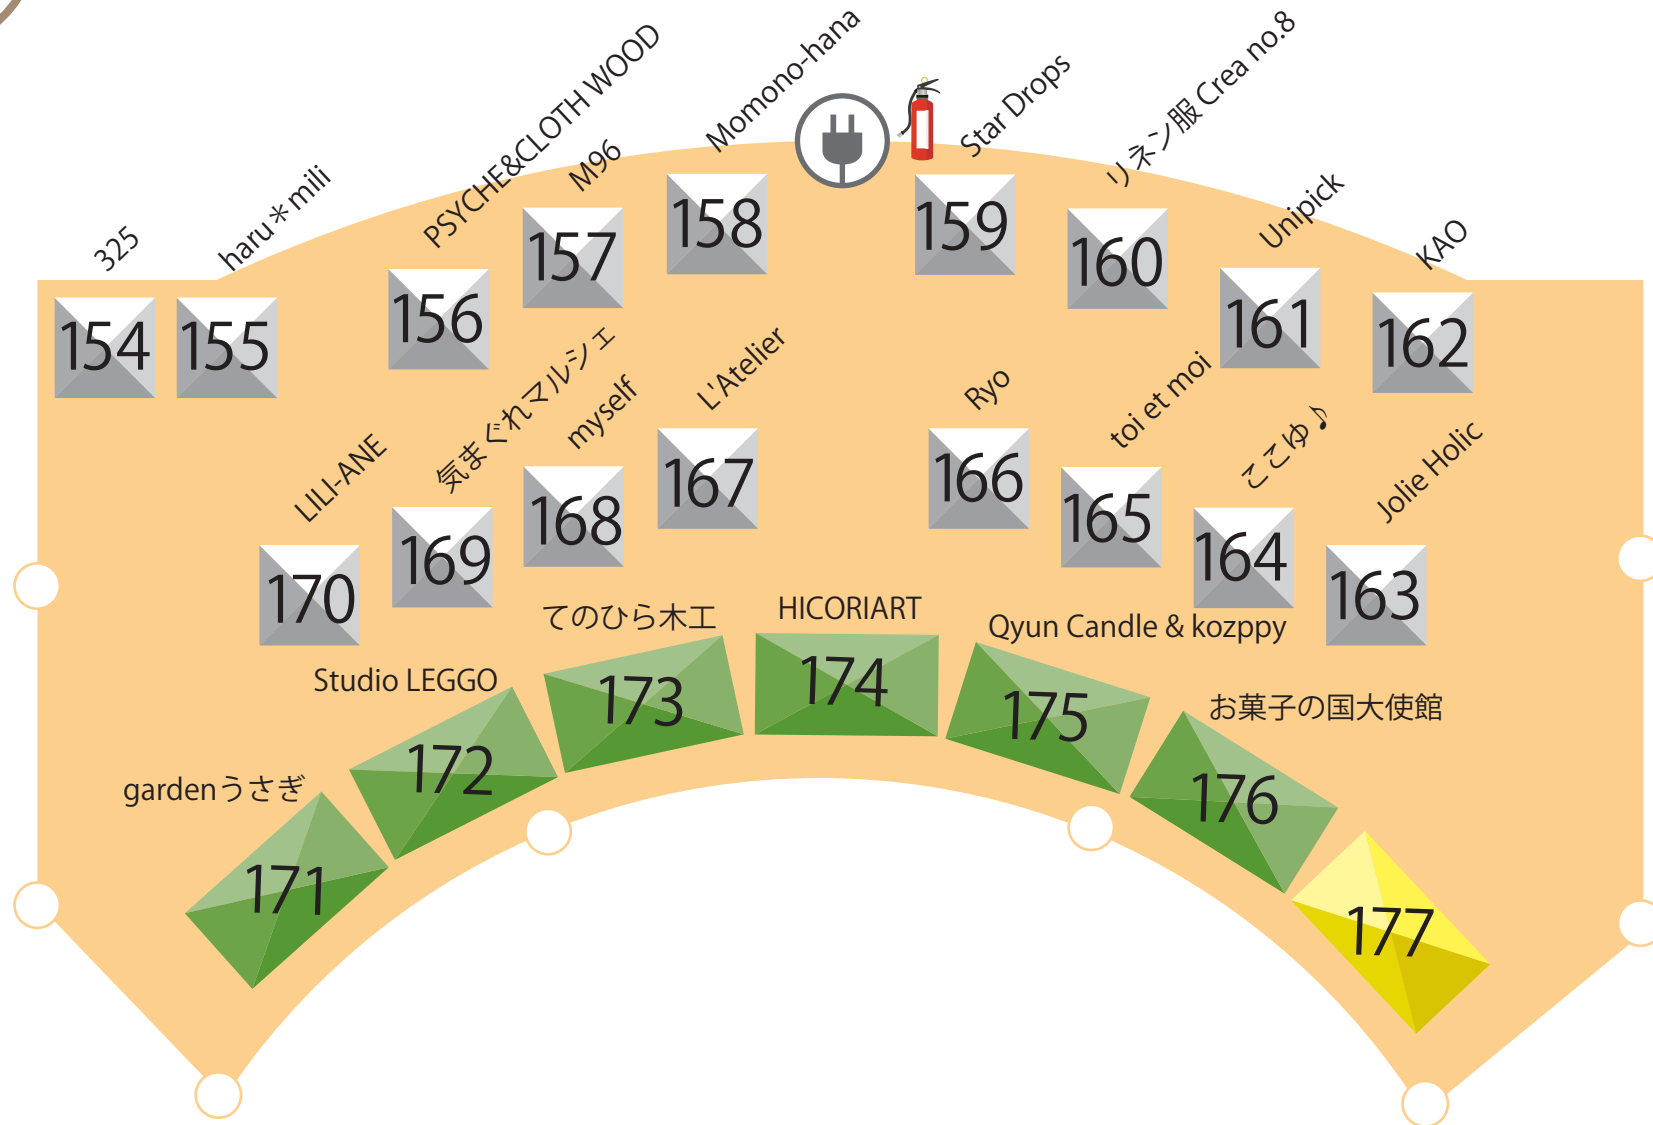 325
haru＊mili
PSYCHE&CLOTH WOOD
M96
Momono-hana
Star Drops
リネン服 Crea no.8
Unipick
KAO
154
155
156
157
158
159
160
161
162
LILI-ANE
気まぐれマルシェ
myself
L'Atelier
Ryo
toi et moi
ここゆ♪
Jolie Holic
170
169
168
167
166
165
164
163
gardenうさぎ
Studio LEGGO
てのひら木工
HICORIART
Qyun Candle & kozppy
お菓子の国大使館
171
172
173
174
175
176
177